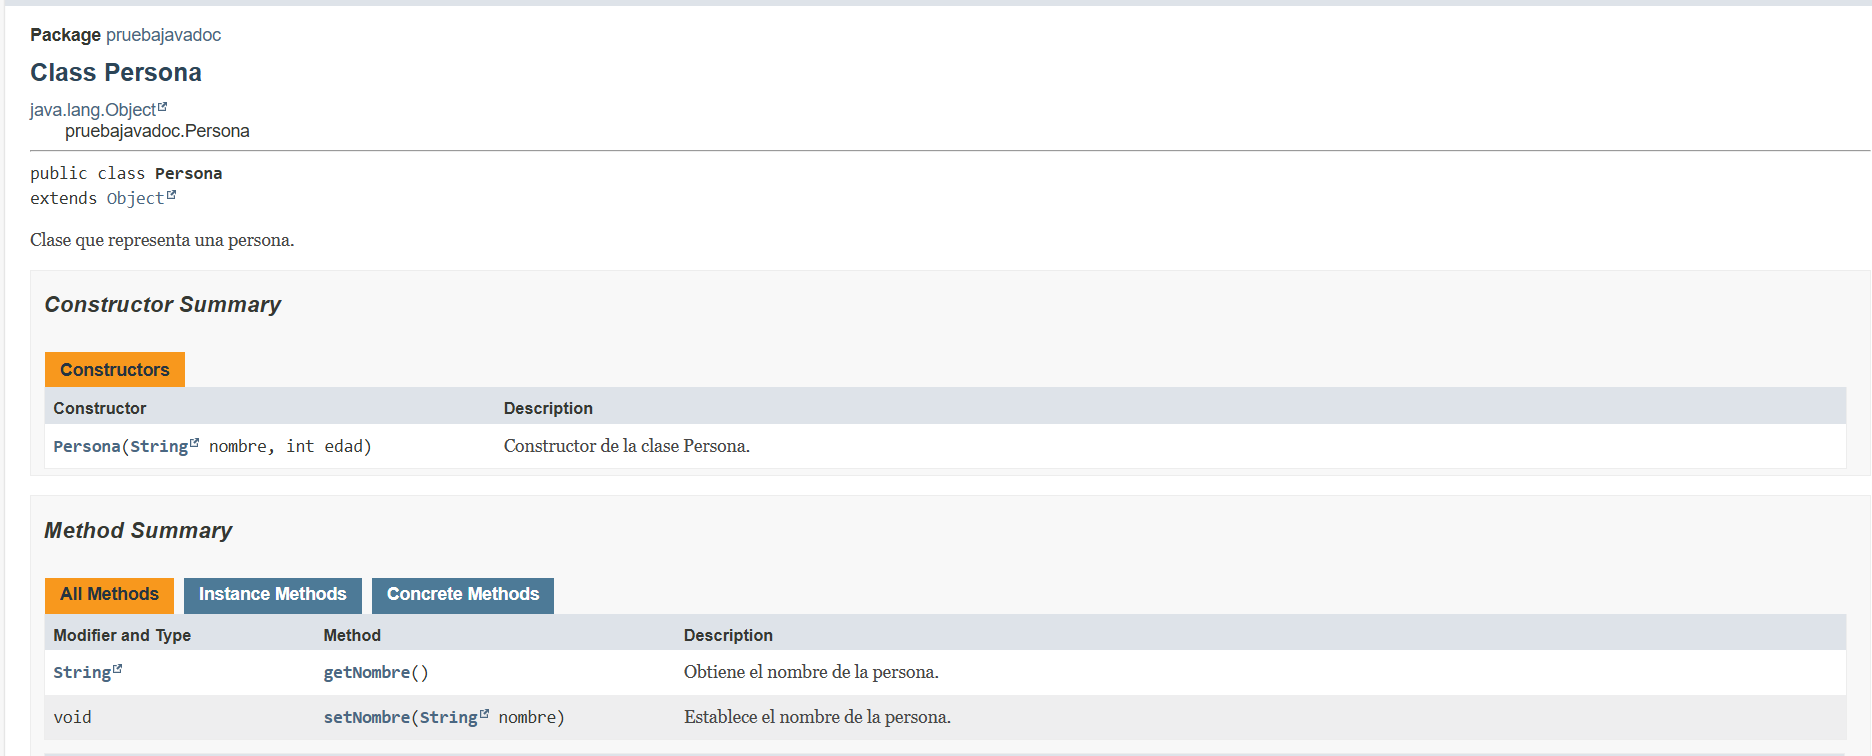 Package pruebajavadoc
Class Persona
java.lang.Object
pruebajavadoc.Persona
public class Persona
extends Object
Clase que representa una persona.
Constructor Summary
Constructors
Constructor Description
Persona(String nombre, int edad) Constructor de la clase Persona.
Method Summary
All Methods Instance Methods Concrete Methods
Modifier and Type Method Description
String getNombre() Obtiene el nombre de la persona.
void setNombre(String nombre) Establece el nombre de la persona.